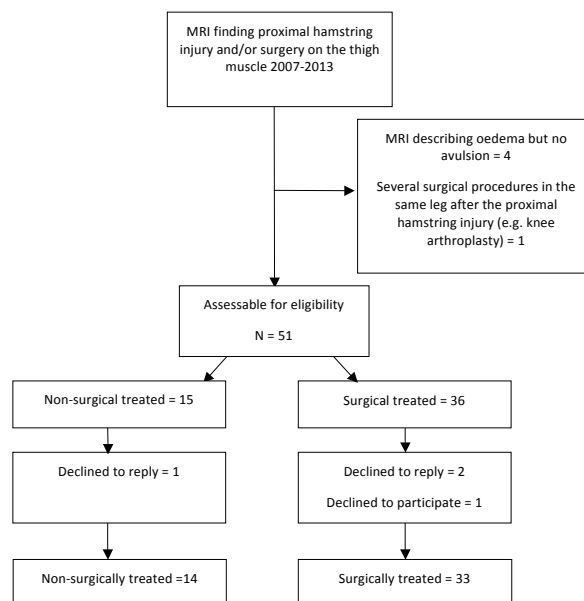 MRI finding proximal hamstring
injury and/or surgery on the thigh
muscle 2007-2013
MRI describing oedema but no
avulsion = 4
Several surgical procedures in the
same leg after the proximal
hamstring injury (e.g. knee
arthroplasty) = 1
Assessable for eligibility
N = 51
Non-surgical treated = 15
Surgical treated = 36
Declined to reply = 1
Declined to reply = 2
Declined to participate = 1
Non-surgically treated =14
Surgically treated = 33